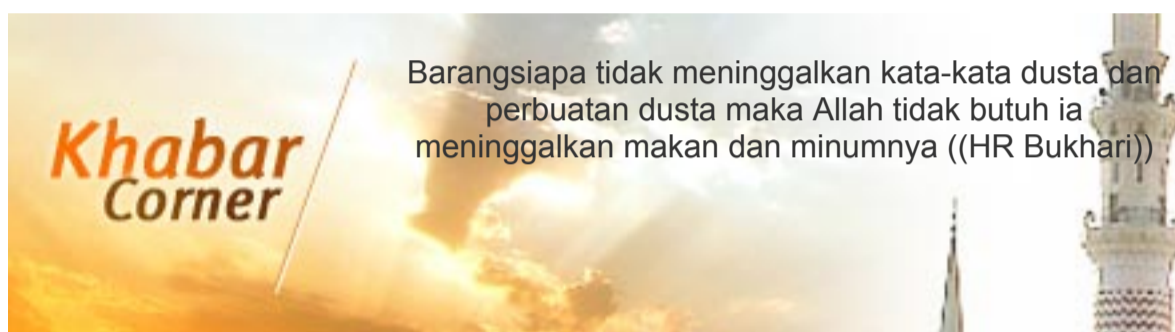 Khabar
Corner
Barangsiapa tidak meninggalkan kata-kata dusta dan
perbuatan dusta maka Allah tidak butuh ia
meninggalkan makan dan minumnya ((HR Bukhari))